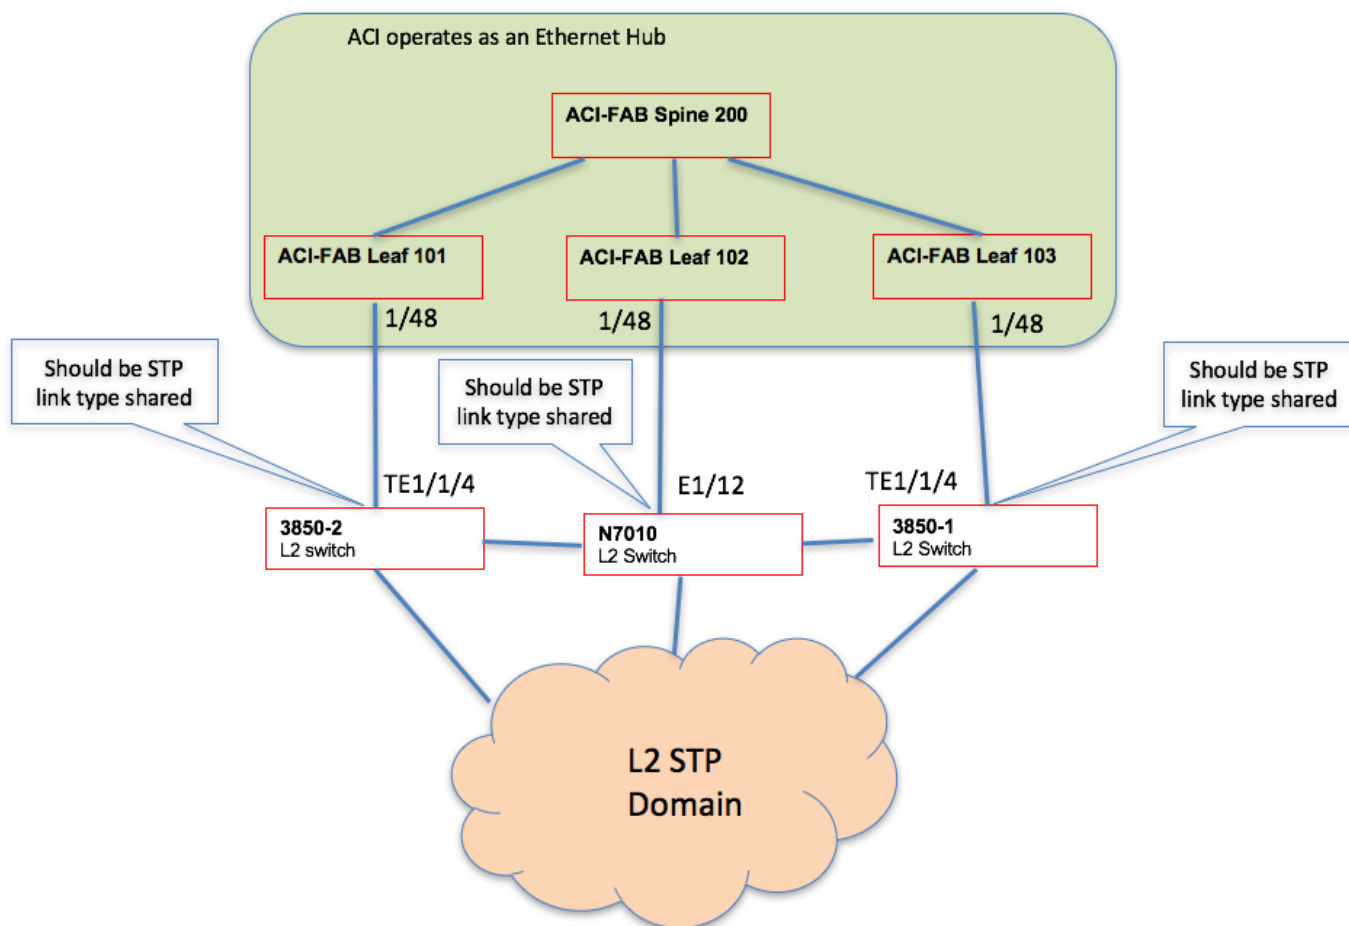 ACI operates as an Ethernet Hub
ACI-FAB Spine 200
ACI-FAB Leaf 101
ACI-FAB Leaf 102
ACI-FAB Leaf 103
1/48
1/48
1/48
Should be STP
link type shared
Should be STP
link type shared
Should be STP
link type shared
TE1/1/4
E1/12
TE1/1/4
3850-2
L2 switch
N7010
L2 Switch
3850-1
L2 Switch
L2 STP
Domain